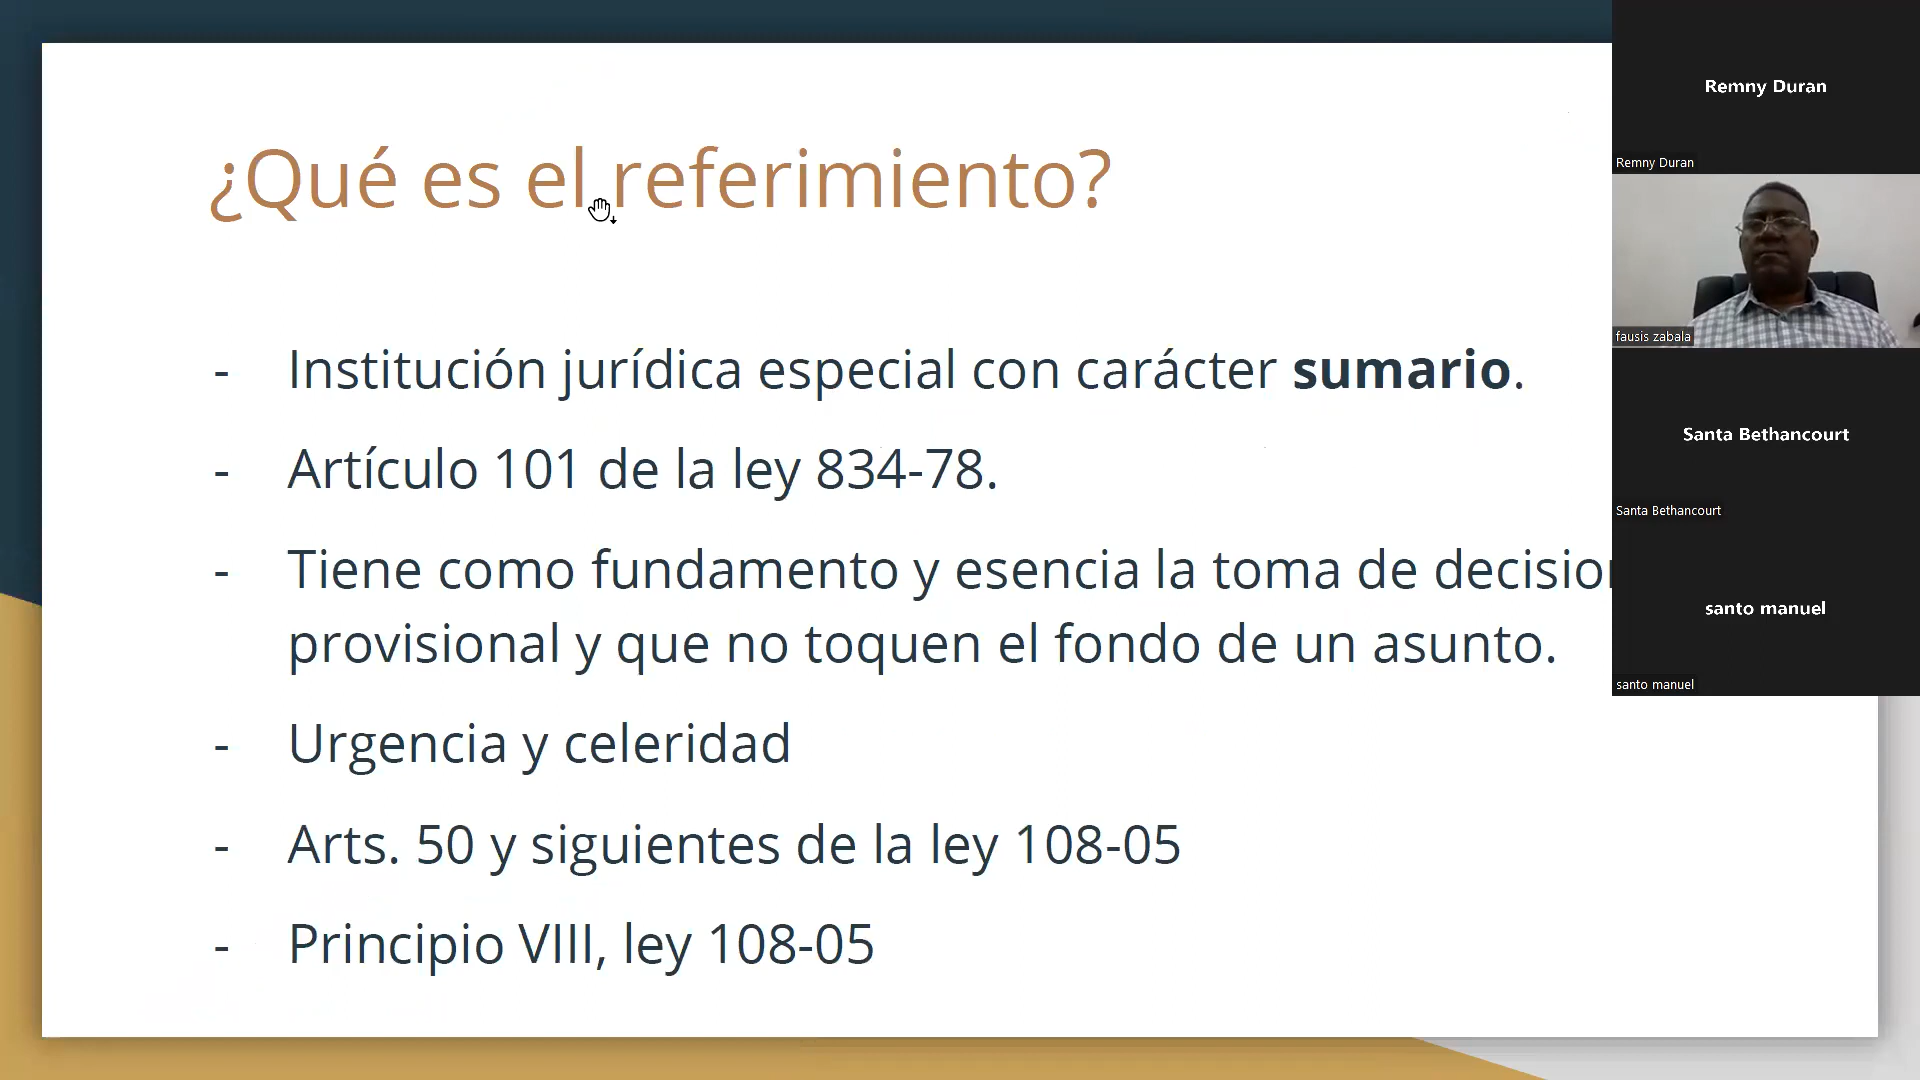 ¿Qué es el referimiento?
- Institución jurídica especial con carácter sumario.
- Artículo 101 de la ley 834-78.
- Tiene como fundamento y esencia la toma de
provisional y que no toquen el fondo de un asunto.
- Urgencia y celeridad
- Arts. 50 y siguientes de la ley 108-05
- Principio VIII, ley 108-05
Remny Duran
Remny Duran
fausis zabala
Santa Bethancourt
Santa Bethancourt
santo manuel
santo manuel